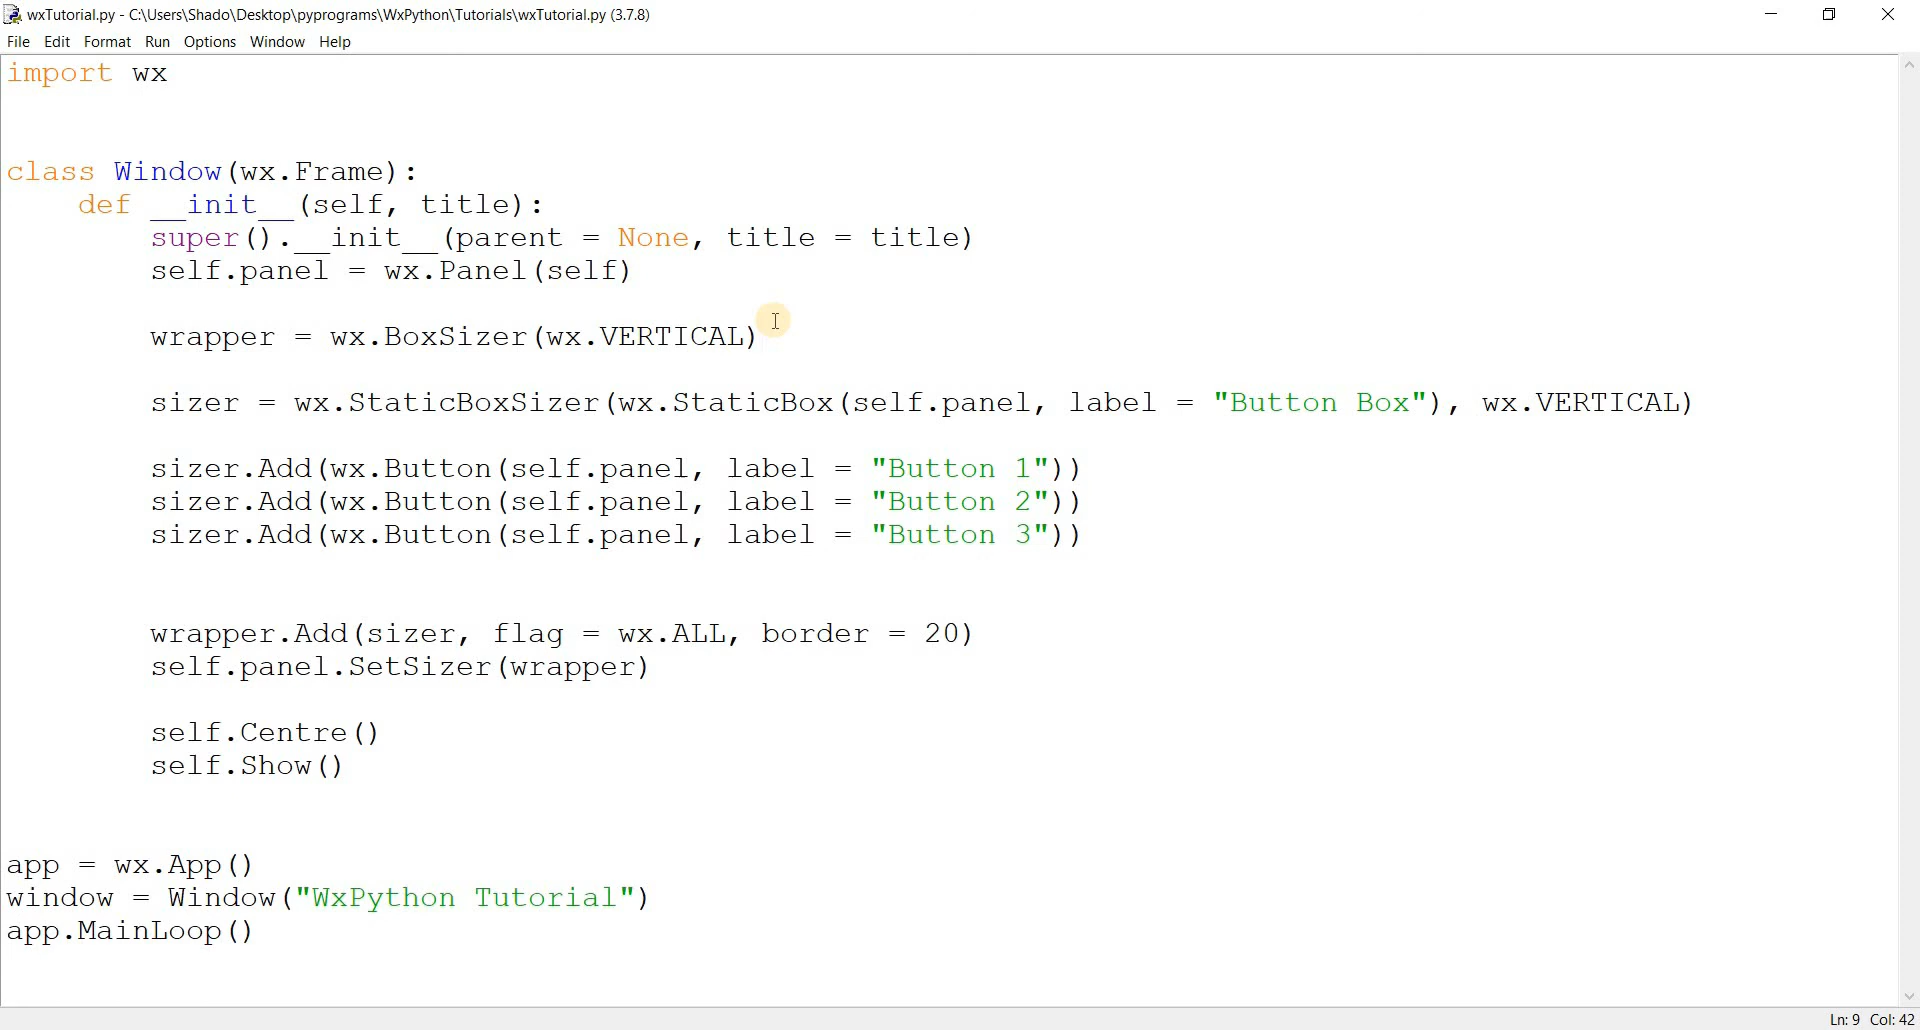 wxTutorial.py - C:\Users\Shado\Desktop\pyprograms\WxPython\Tutorials\wxTutorial.py (3.7.8)
File Edit Format Run Options Window Help
import wx
class Window(wx.Frame):
    def __init__(self, title):
        super().__init__(parent = None, title = title)
        self.panel = wx.Panel(self)
        wrapper = wx.BoxSizer(wx.VERTICAL)
        sizer = wx.StaticBoxSizer(wx.StaticBox(self.panel, label = "Button Box"), wx.VERTICAL)
        sizer.Add(wx.Button(self.panel, label = "Button 1"))
        sizer.Add(wx.Button(self.panel, label = "Button 2"))
        sizer.Add(wx.Button(self.panel, label = "Button 3"))
        wrapper.Add(sizer, flag = wx.ALL, border = 20)
        self.panel.SetSizer(wrapper)
        self.Centre()
        self.Show()
app = wx.App()
window = Window("WxPython Tutorial")
app.MainLoop()
Ln: 9 Col: 42